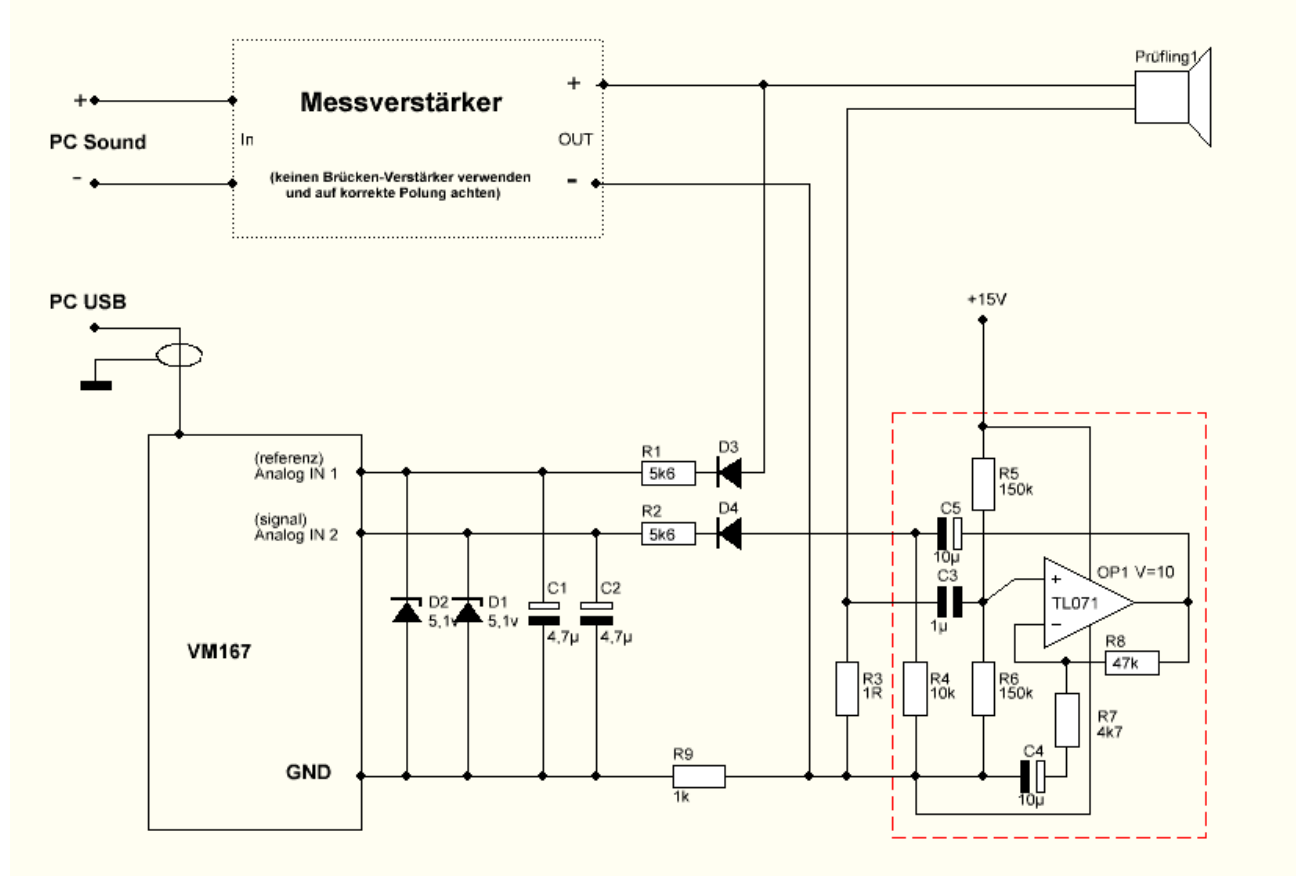 Prüfling1
+
Messverstärker
+
PC Sound
In
OUT
-
(keinen Brücken-Verstärker verwenden
und auf korrekte Polung achten)
-
PC USB
+15V
(referenz)
Analog IN 1
R1
5k6
D3
R5
150k
(signal)
Analog IN 2
R2
5k6
D4
C5
10µ
C3
1µ
+
OP1 V=10
TL071
-
D2
5,1v
D1
5,1v
C1
4,7µ
C2
4,7µ
VM167
R8
47k
R3
1R
R4
10k
R6
150k
R7
4k7
GND
R9
1k
C4
10µ